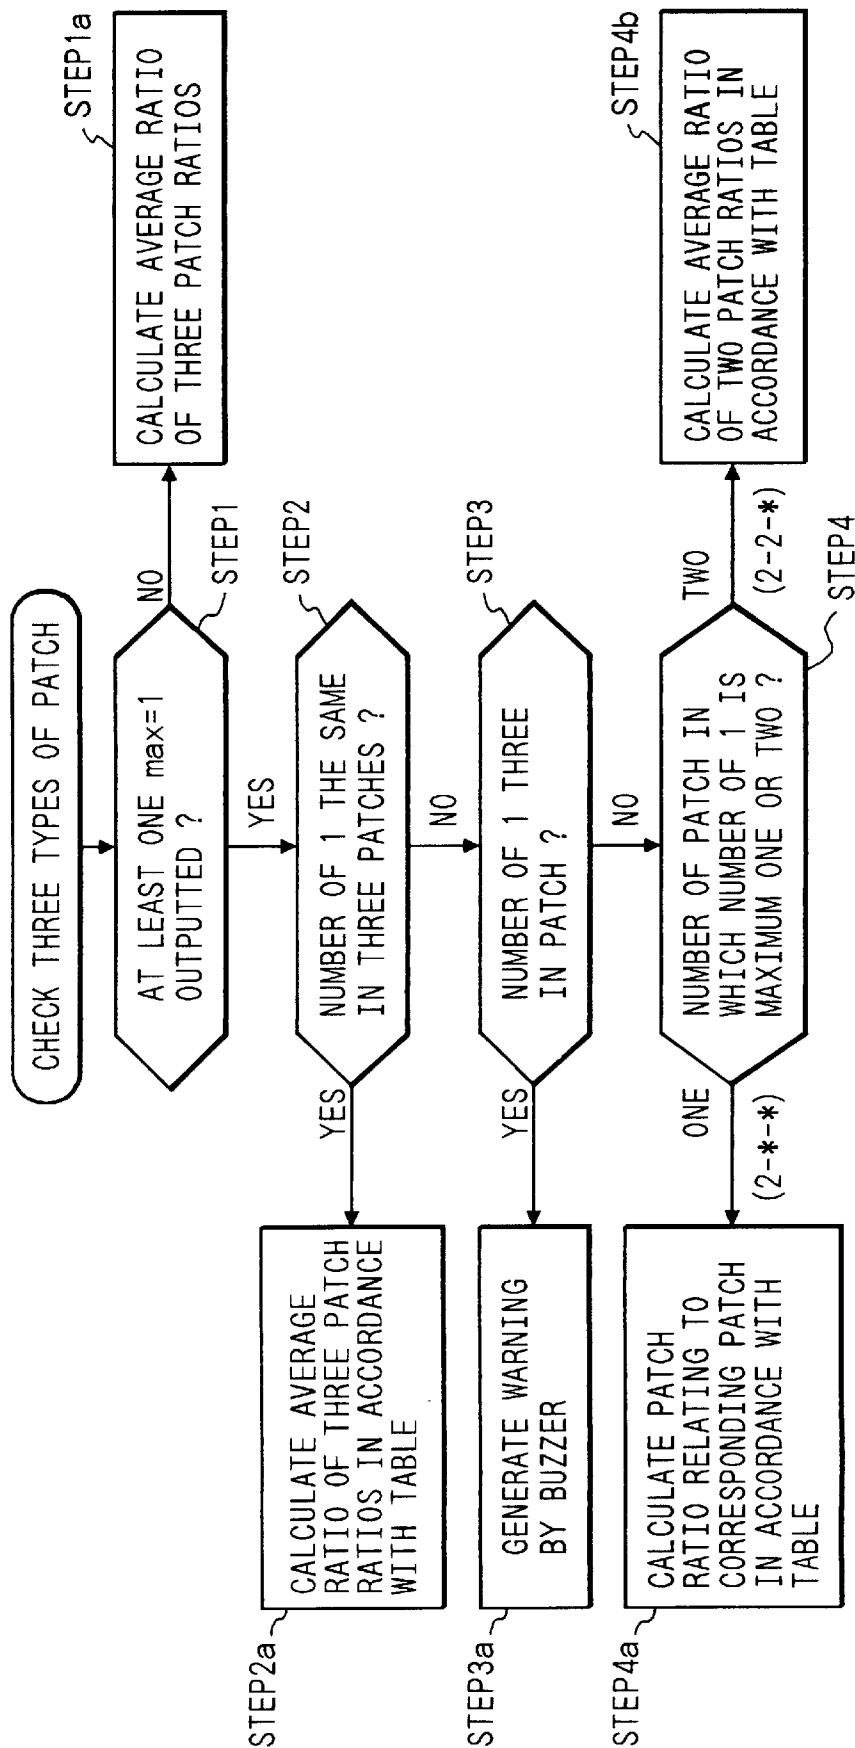 CHECK THREE TYPES OF PATCH
AT LEAST ONE max=1
OUTPUTTED ?
STEP1
NO
CALCULATE AVERAGE RATIO
OF THREE PATCH RATIOS
STEP1a
YES
NUMBER OF 1 THE SAME
IN THREE PATCHES ?
STEP2
YES
CALCULATE AVERAGE
RATIO OF THREE PATCH
RATIOS IN ACCORDANCE
WITH TABLE
STEP2a
NO
NUMBER OF 1 THREE
IN PATCH ?
STEP3
YES
GENERATE WARNING
BY BUZZER
STEP3a
NO
NUMBER OF PATCH IN
WHICH NUMBER OF 1 IS
MAXIMUM ONE OR TWO ?
STEP4
ONE
(2-*-*)
CALCULATE PATCH
RATIO RELATING TO
CORRESPONDING PATCH
IN ACCORDANCE WITH
TABLE
STEP4a
TWO
(2-2-*)
CALCULATE AVERAGE RATIO
OF TWO PATCH RATIOS IN
ACCORDANCE WITH TABLE
STEP4b